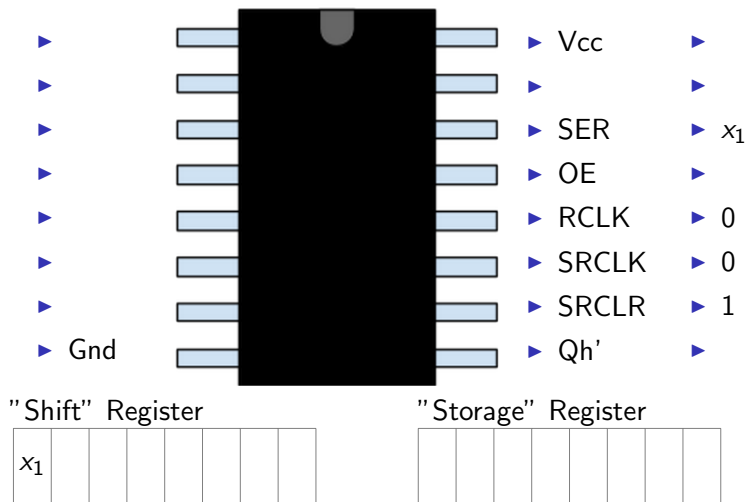 Vcc
SER x₁
OE
RCLK 0
SRCLK 0
SRCLR 1
Gnd Qh'
"Shift" Register "Storage" Register
x₁